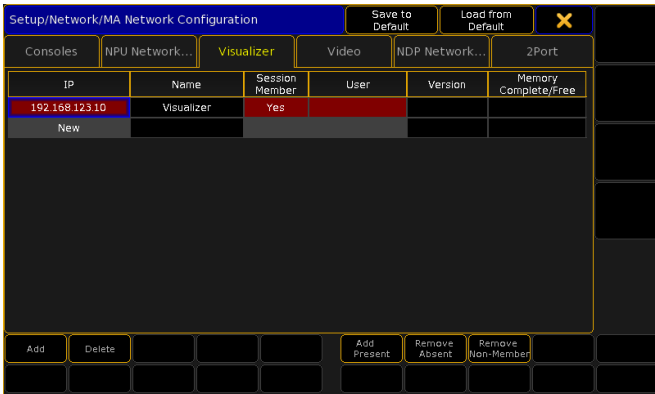 Setup/Network/MA Network Configuration
Save to
Default
Load from
Default
Consoles
NPU Network...
Visualizer
Video
NDP Network...
2Port
IP
Name
Session
Member
User
Version
Memory
Complete/Free
192.168.123.10
Visualizer
Yes
New
Add
Delete
Add
Present
Remove
Absent
Remove
Non-Member